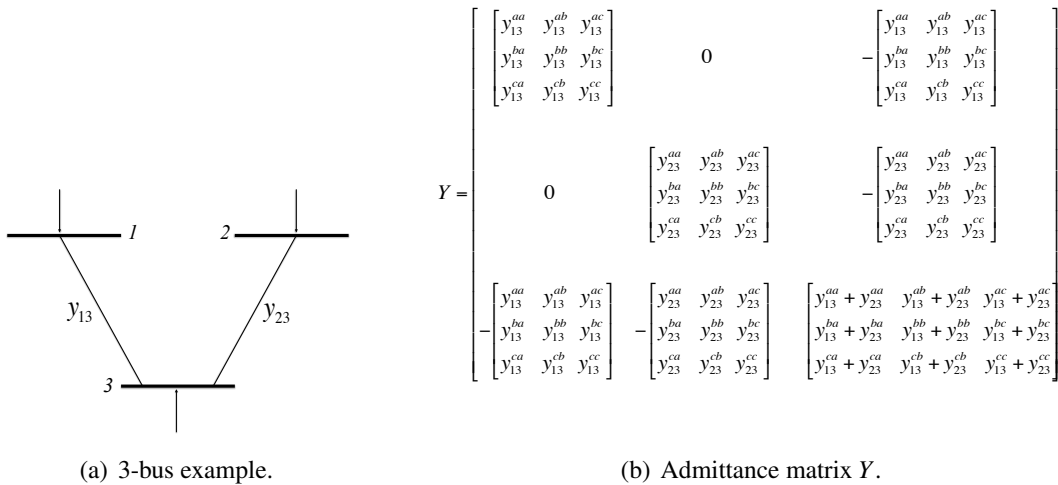 1
2
y₁₃
y₂₃
3
(a) 3-bus example.
Y =
y₁₃ᵃᵃ y₁₃ᵃᵇ y₁₃ᵃᶜ 0 − y₁₃ᵃᵃ y₁₃ᵃᵇ y₁₃ᵃᶜ
y₁₃ᵇᵃ y₁₃ᵇᵇ y₁₃ᵇᶜ y₁₃ᵇᵃ y₁₃ᵇᵇ y₁₃ᵇᶜ
y₁₃ᶜᵃ y₁₃ᶜᵇ y₁₃ᶜᶜ y₁₃ᶜᵃ y₁₃ᶜᵇ y₁₃ᶜᶜ
0 y₂₃ᵃᵃ y₂₃ᵃᵇ y₂₃ᵃᶜ − y₂₃ᵃᵃ y₂₃ᵃᵇ y₂₃ᵃᶜ
y₂₃ᵇᵃ y₂₃ᵇᵇ y₂₃ᵇᶜ y₂₃ᵇᵃ y₂₃ᵇᵇ y₂₃ᵇᶜ
y₂₃ᶜᵃ y₂₃ᶜᵇ y₂₃ᶜᶜ y₂₃ᶜᵃ y₂₃ᶜᵇ y₂₃ᶜᶜ
− y₁₃ᵃᵃ y₁₃ᵃᵇ y₁₃ᵃᶜ − y₂₃ᵃᵃ y₂₃ᵃᵇ y₂₃ᵃᶜ y₁₃ᵃᵃ + y₂₃ᵃᵃ y₁₃ᵃᵇ + y₂₃ᵃᵇ y₁₃ᵃᶜ + y₂₃ᵃᶜ
y₁₃ᵇᵃ y₁₃ᵇᵇ y₁₃ᵇᶜ y₂₃ᵇᵃ y₂₃ᵇᵇ y₂₃ᵇᶜ y₁₃ᵇᵃ + y₂₃ᵇᵃ y₁₃ᵇᵇ + y₂₃ᵇᵇ y₁₃ᵇᶜ + y₂₃ᵇᶜ
y₁₃ᶜᵃ y₁₃ᶜᵇ y₁₃ᶜᶜ y₂₃ᶜᵃ y₂₃ᶜᵇ y₂₃ᶜᶜ y₁₃ᶜᵃ + y₂₃ᶜᵃ y₁₃ᶜᵇ + y₂₃ᶜᵇ y₁₃ᶜᶜ + y₂₃ᶜᶜ
(b) Admittance matrix Y.